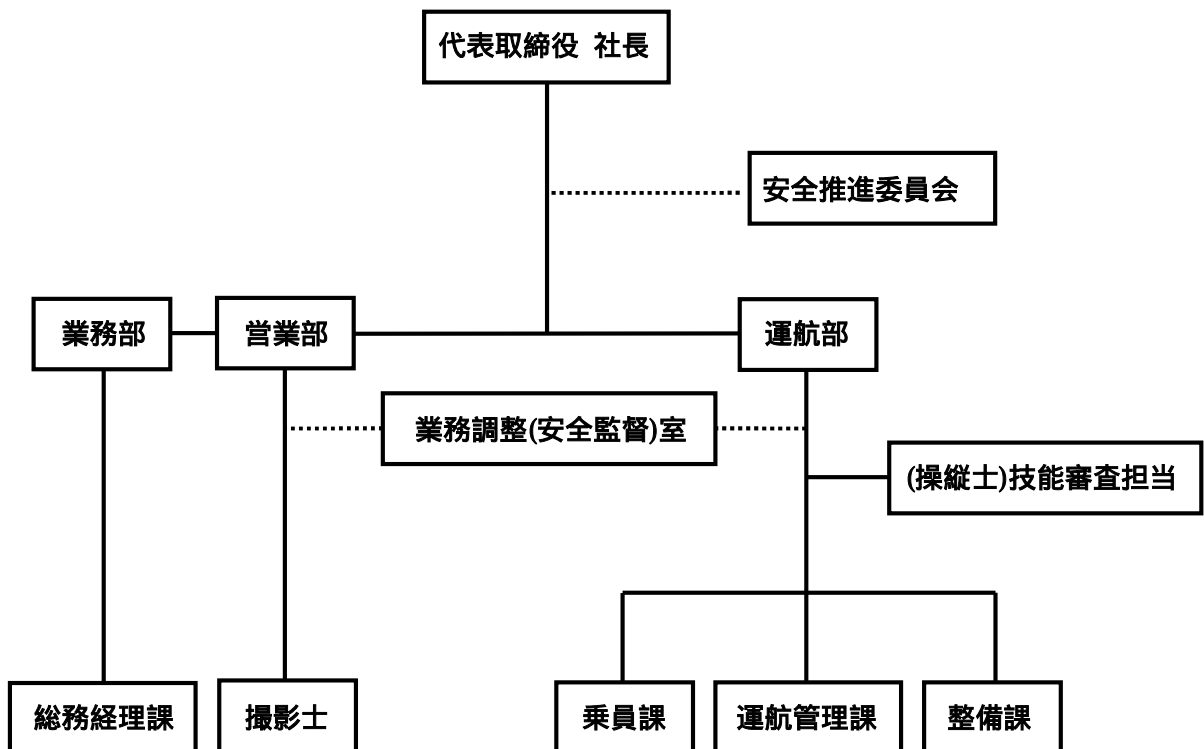 代表取締役 社長
安全推進委員会
業務部
営業部
運航部
業務調整(安全監督)室
(操縦士)技能審査担当
総務経理課
撮影士
乗員課
運航管理課
整備課